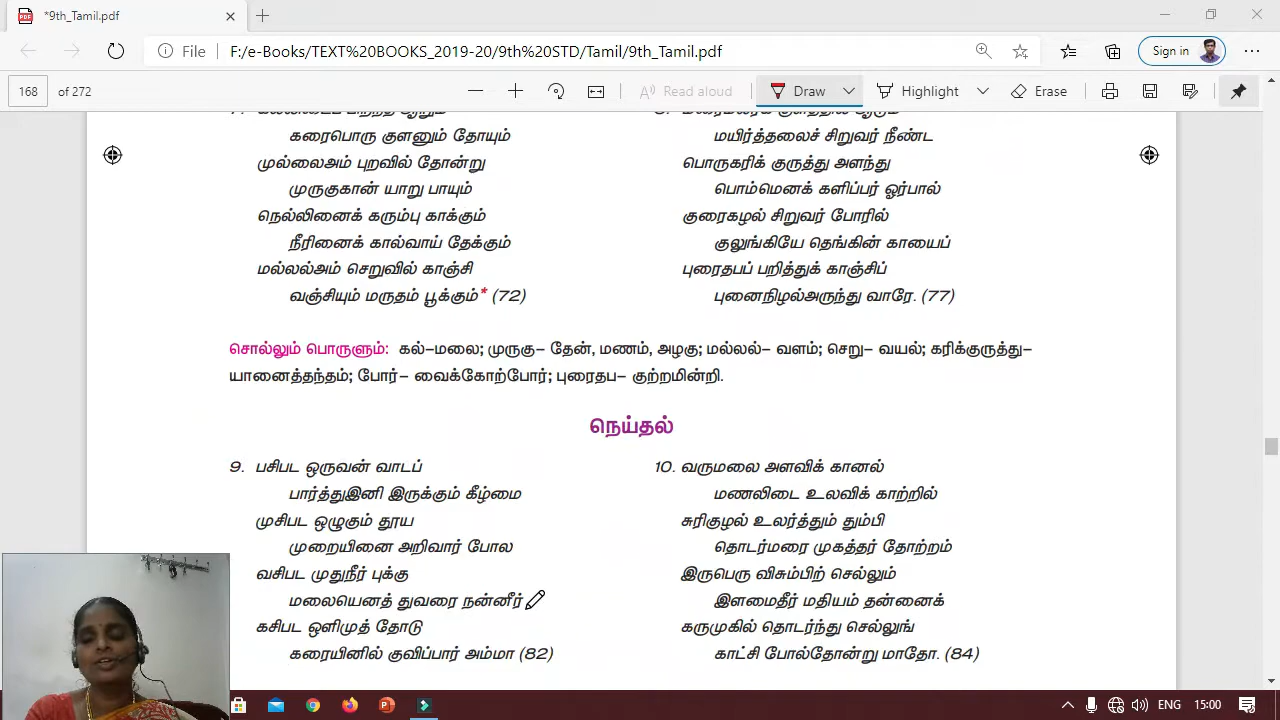 *9th_Tamil.pdf
File
F:/e-Books/TEXT%20BOOKS_2019-20/9th%20STD/Tamil/9th_Tamil.pdf
Sign in
168 of 272
Read aloud
Draw
Highlight
Erase
கரைபொரு குளனும் தோயும்
முல்லைஅம் புறவில் தோன்று
முருகுகான் யாறு பாயும்
நெல்லினைக் கரும்பு காக்கும்
நீரினைக் கால்வாய் தேக்கும்
மல்லல்அம் செறுவில் காஞ்சி
வஞ்சியும் மருதம் பூக்கும்* (72)
மயிர்த்தலைச் சிறுவர் நீண்ட
பொருகரிக் குருத்து அளந்து
பொம்மெனக் களிப்பர் ஓர்பால்
குரைகழல் சிறுவர் போரில்
குலுங்கியே தெங்கின் காயைப்
புரைதபப் பறித்துக் காஞ்சிப்
புனைநிழல்அருந்து வாரே. (77)
சொல்லும் பொருளும்: கல்–மலை; முருகு– தேன், மணம், அழகு; மல்லல்– வளம்; செறு– வயல்; கரிக்குருத்து–
யானைத்தந்தம்; போர்– வைக்கோற்போர்; புரைதப– குற்றமின்றி.
நெய்தல்
9. பசிபட ஒருவன் வாடப்
பார்த்துஇனி இருக்கும் கீழ்மை
முசிபட ஒழுகும் தூய
முறையினை அறிவார் போல
வசிபட முதுநீர் புக்கு
மலையெனத் துவரை நன்னீர்
கசிபட ஒளிமுத் தோடு
கரையினில் குவிப்பார் அம்மா (82)
10. வருமலை அளவிக் கானல்
மணலிடை உலவிக் காற்றில்
சுரிகுழல் உலர்த்தும் தும்பி
தொடர்மரை முகத்தர் தோற்றம்
இருபெரு விசும்பிற் செல்லும்
இளமைதீர் மதியம் தன்னைக்
கருமுகில் தொடர்ந்து செல்லுங்
காட்சி போல்தோன்று மாதோ. (84)
ENG
15:00